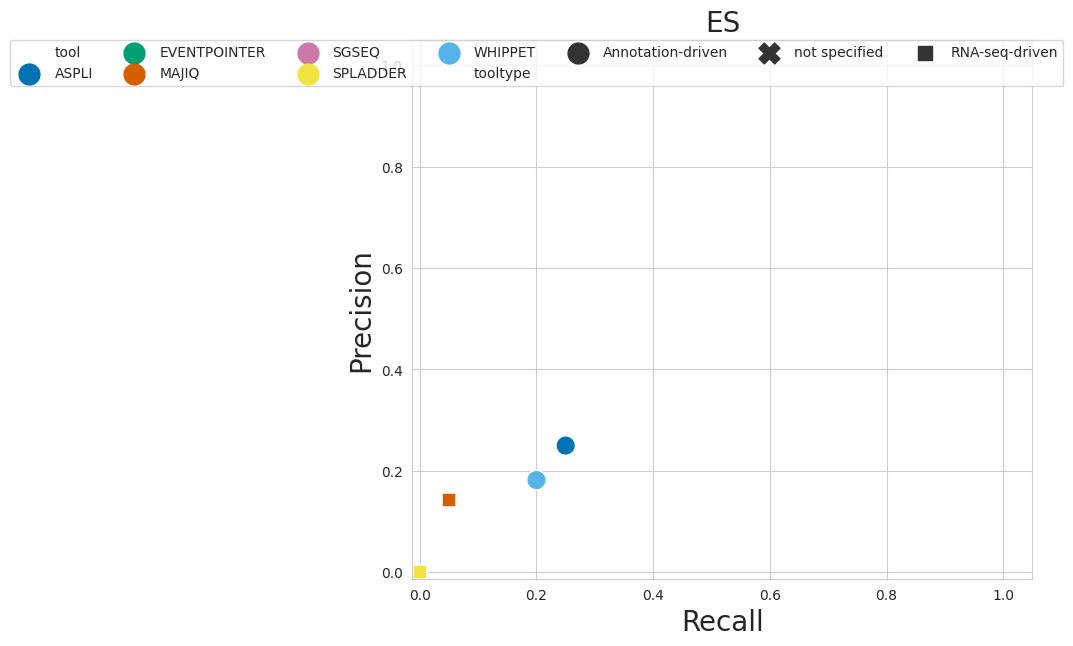 ES
tool EVENTPOINTER SGSEQ WHIPPET Annotation-driven not specified RNA-seq-driven
ASPLI MAJIQ SPLADDER tooltype
1.0
0.8
0.6
0.4
0.2
0.0
Precision
0.0 0.2 0.4 0.6 0.8 1.0
Recall